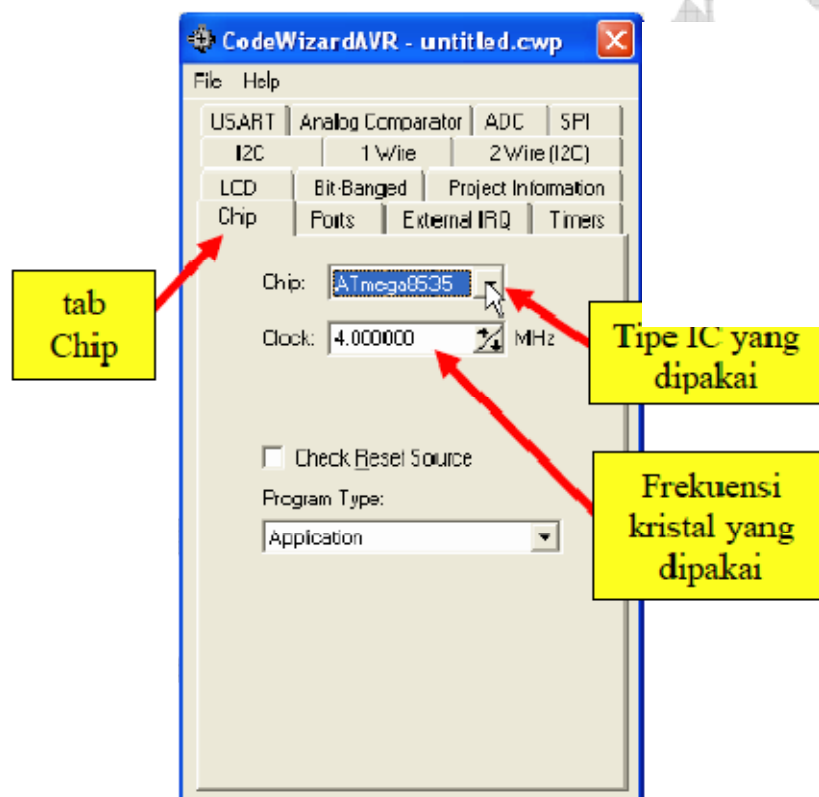 CodeWizardAVR - untitled.cwp
File Help
USART Analog Comparator ADC SPI
I2C 1 Wire 2 Wire (I2C)
LCD Bit-Banged Project Information
Chip Ports External IRQ Timers
tab
Chip
Chip: ATmega8535
Clock: 4.000000 MHz
Tipe IC yang
dipakai
Check Reset Source
Program Type:
Application
Frekuensi
kristal yang
dipakai